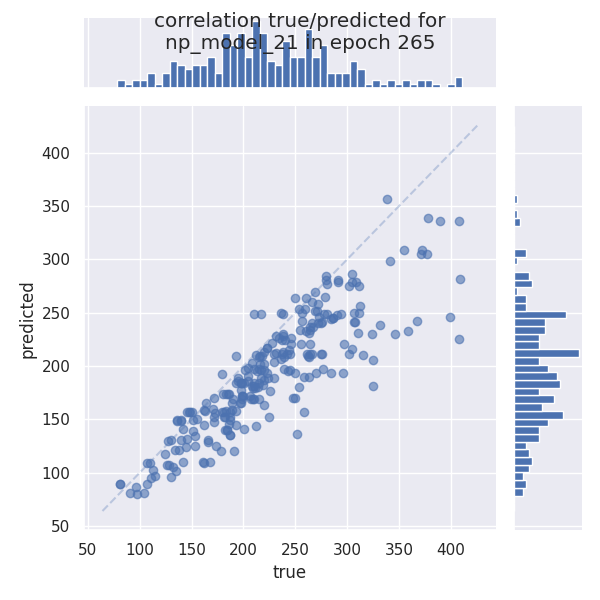 correlation true/predicted for
np_model_21 in epoch 265
400
350
300
250
200
150
100
50
predicted
50 100 150 200 250 300 350 400
true